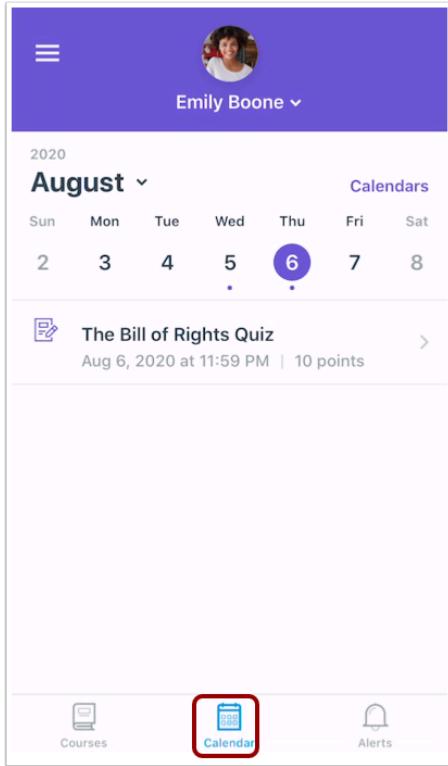 Emily Boone
2020
August
Calendars
Sun Mon Tue Wed Thu Fri Sat
2 3 4 5 6 7 8
The Bill of Rights Quiz
Aug 6, 2020 at 11:59 PM | 10 points
Courses Calendar Alerts